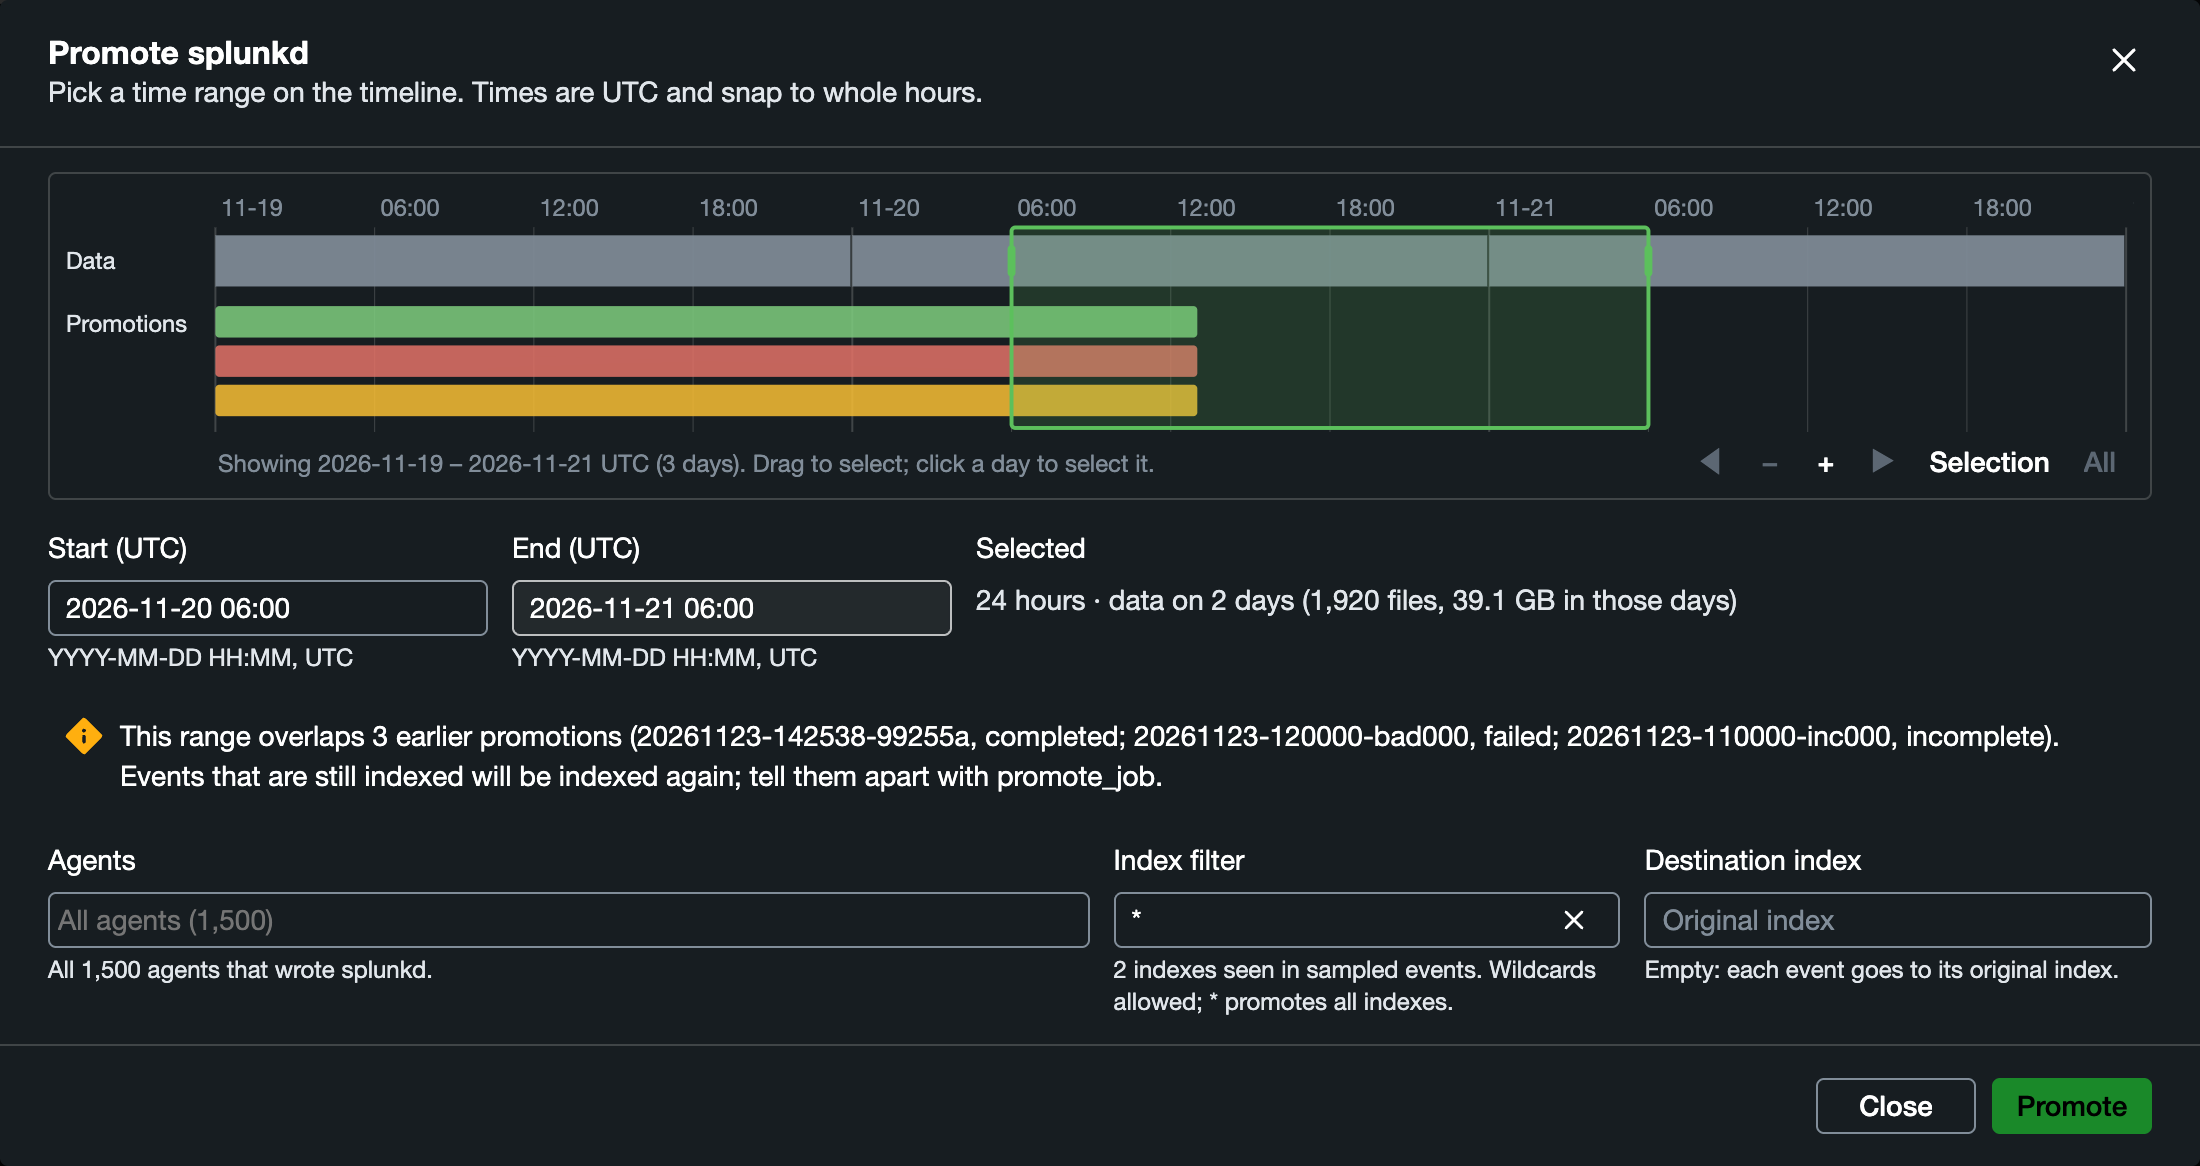 Promote splunkd
Pick a time range on the timeline. Times are UTC and snap to whole hours.
11-19 06:00 12:00 18:00 11-20 06:00 12:00 18:00 11-21 06:00 12:00 18:00
Data
Promotions
Showing 2026-11-19 – 2026-11-21 UTC (3 days). Drag to select; click a day to select it.
– + Selection All
Start (UTC) End (UTC) Selected
2026-11-20 06:00 2026-11-21 06:00 24 hours · data on 2 days (1,920 files, 39.1 GB in those days)
YYYY-MM-DD HH:MM, UTC YYYY-MM-DD HH:MM, UTC
This range overlaps 3 earlier promotions (20261123-142538-99255a, completed; 20261123-120000-bad000, failed; 20261123-110000-inc000, incomplete).
Events that are still indexed will be indexed again; tell them apart with promote_job.
Agents Index filter Destination index
All agents (1,500) * Original index
All 1,500 agents that wrote splunkd. 2 indexes seen in sampled events. Wildcards Empty: each event goes to its original index.
allowed; * promotes all indexes.
Close Promote